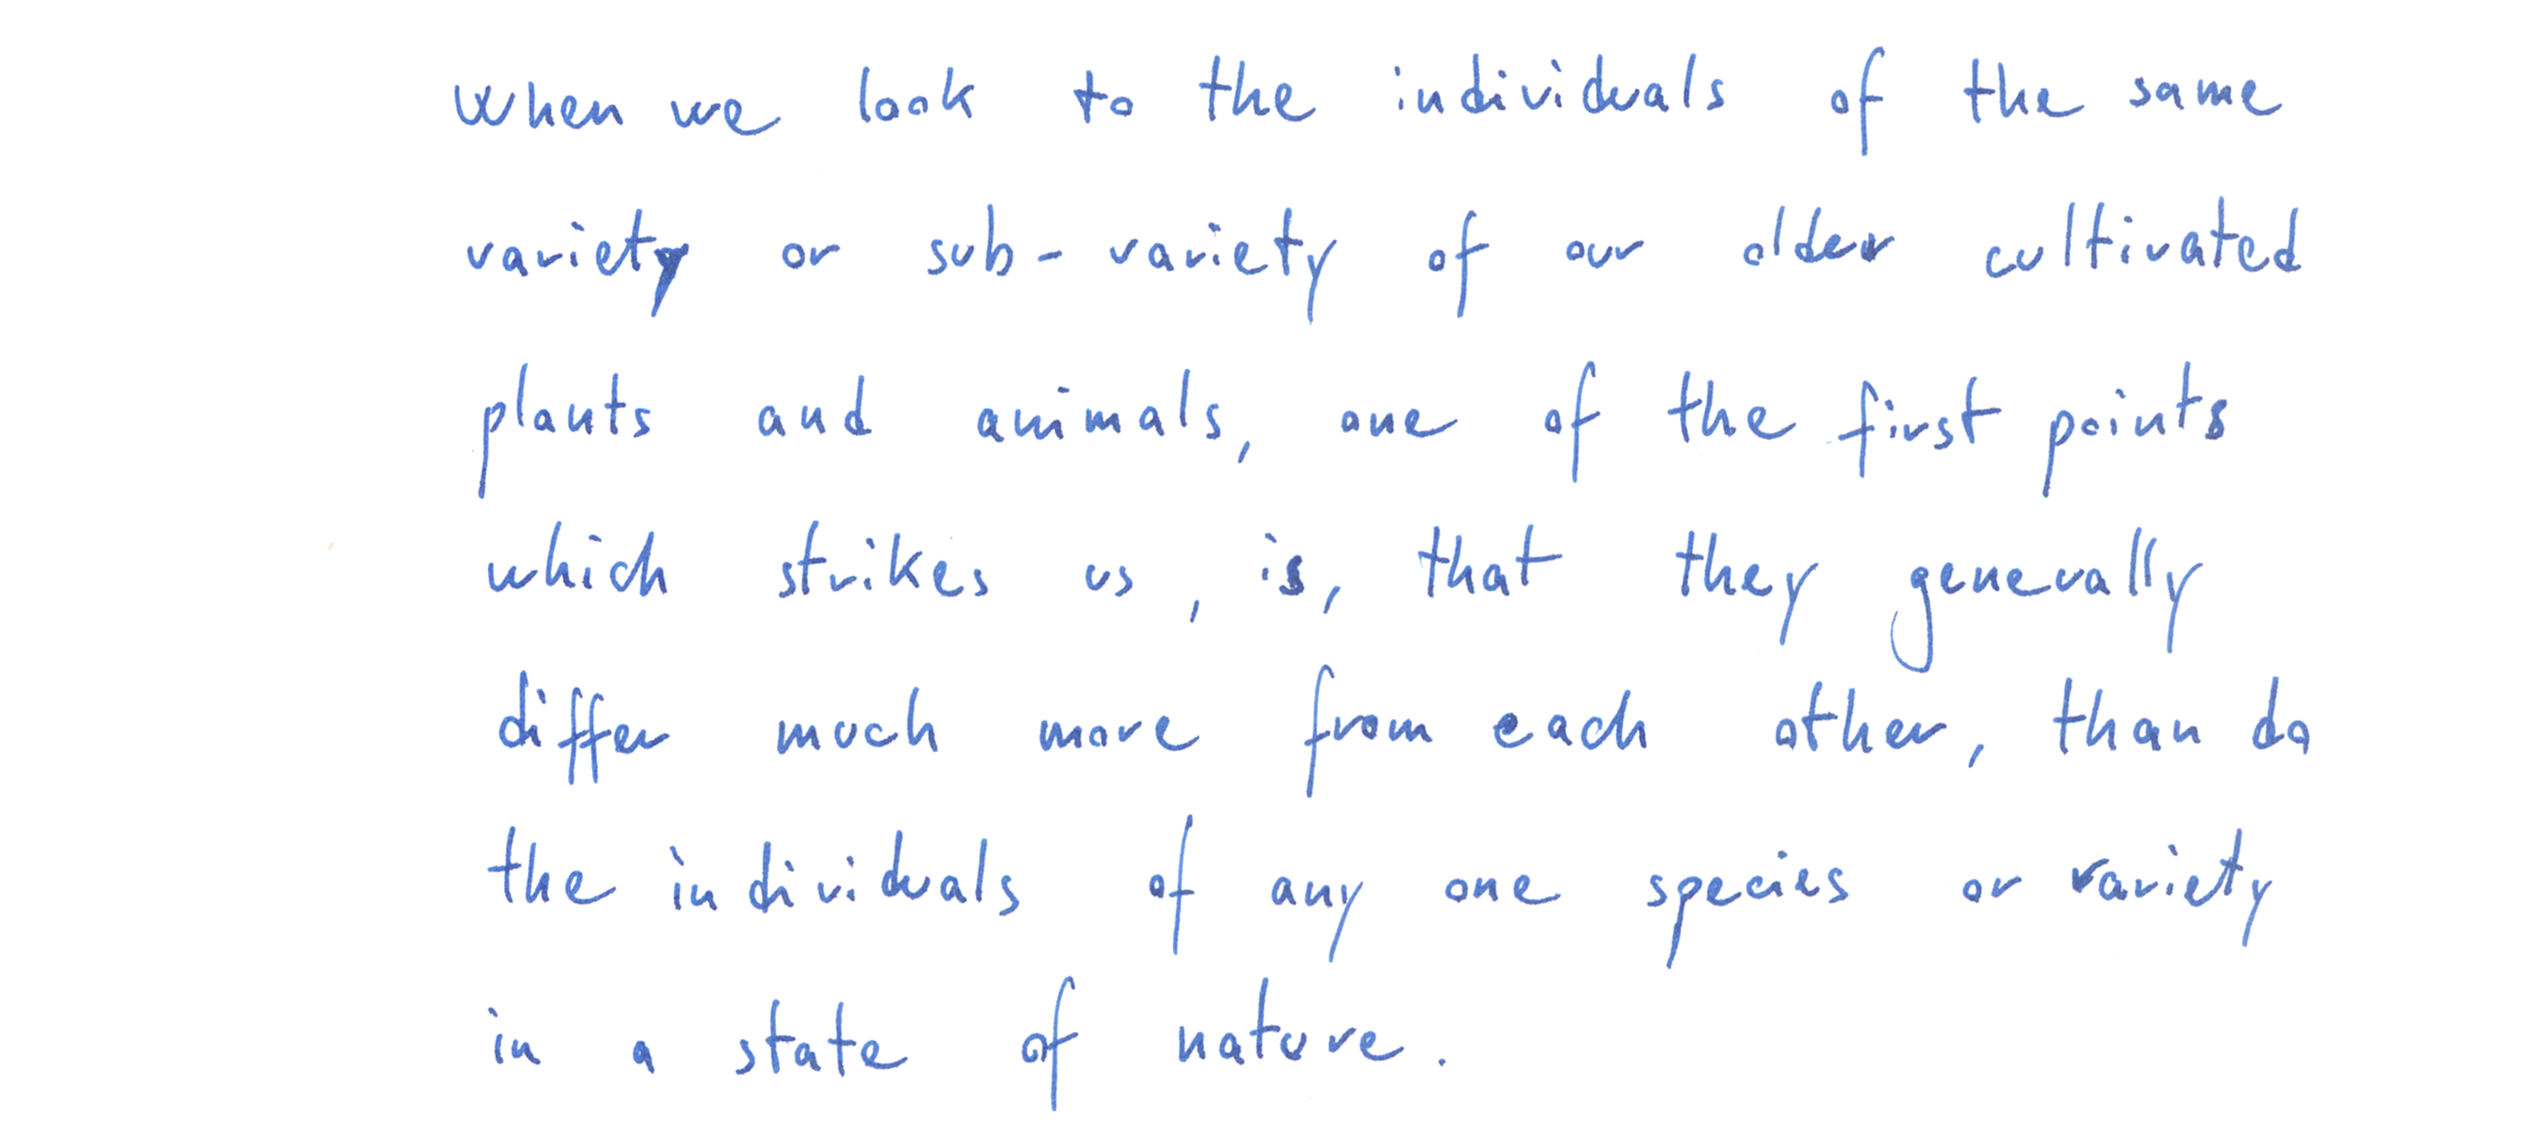 When we look to the individuals of the same
variety or sub-variety of our older cultivated
plants and animals, one of the first points
which strikes us, is, that they generally
differ much more from each other, than do
the individuals of any one species or variety
in a state of nature.